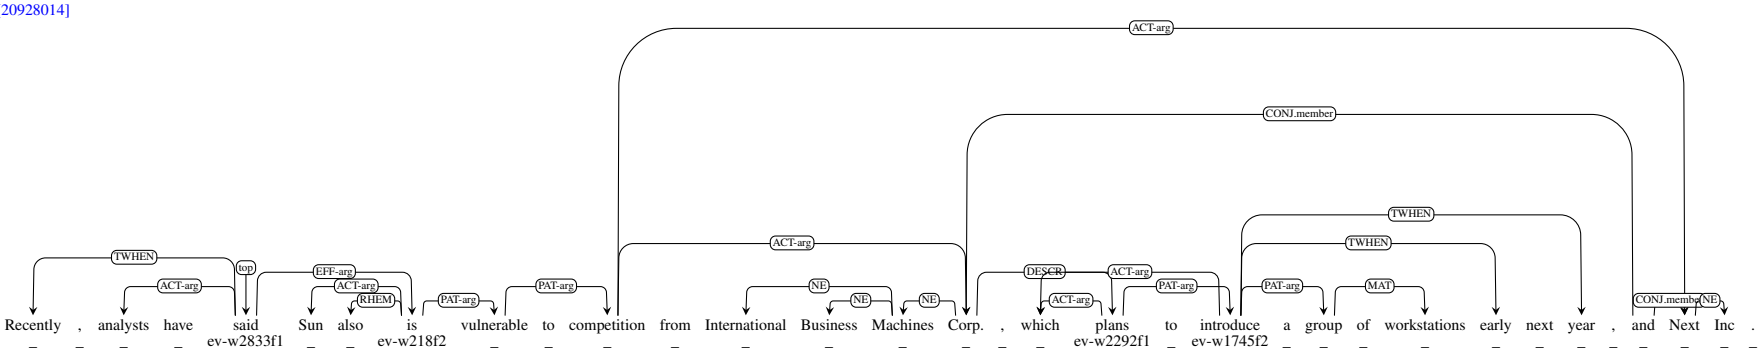 20928014]
ACT-arg
CONJ.member
TWHEN
ACT-arg TWHEN
TWHEN top EFF-arg DESCR ACT-arg
ACT-arg ACT-arg PAT-arg NE PAT-arg PAT-arg MAT
RHEM PAT-arg NE NE ACT-arg CONJ.membe NE
Recently , analysts have said Sun also is vulnerable to competition from International Business Machines Corp. , which plans to introduce a group of workstations early next year , and Next Inc .
_ _ _ _ ev-w2833f1 _ _ ev-w218f2 _ _ _ _ _ _ _ _ _ _ ev-w2292f1 _ ev-w1745f2 _ _ _ _ _ _ _ _ _ _ _ _